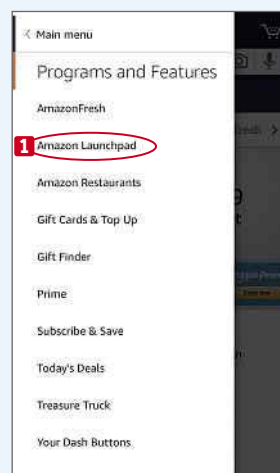 < Main menu
Programs and Features
AmazonFresh
1 Amazon Launchpad
Amazon Restaurants
Gift Cards & Top Up
Gift Finder
Prime
Subscribe & Save
Today's Deals
Treasure Truck
Your Dash Buttons